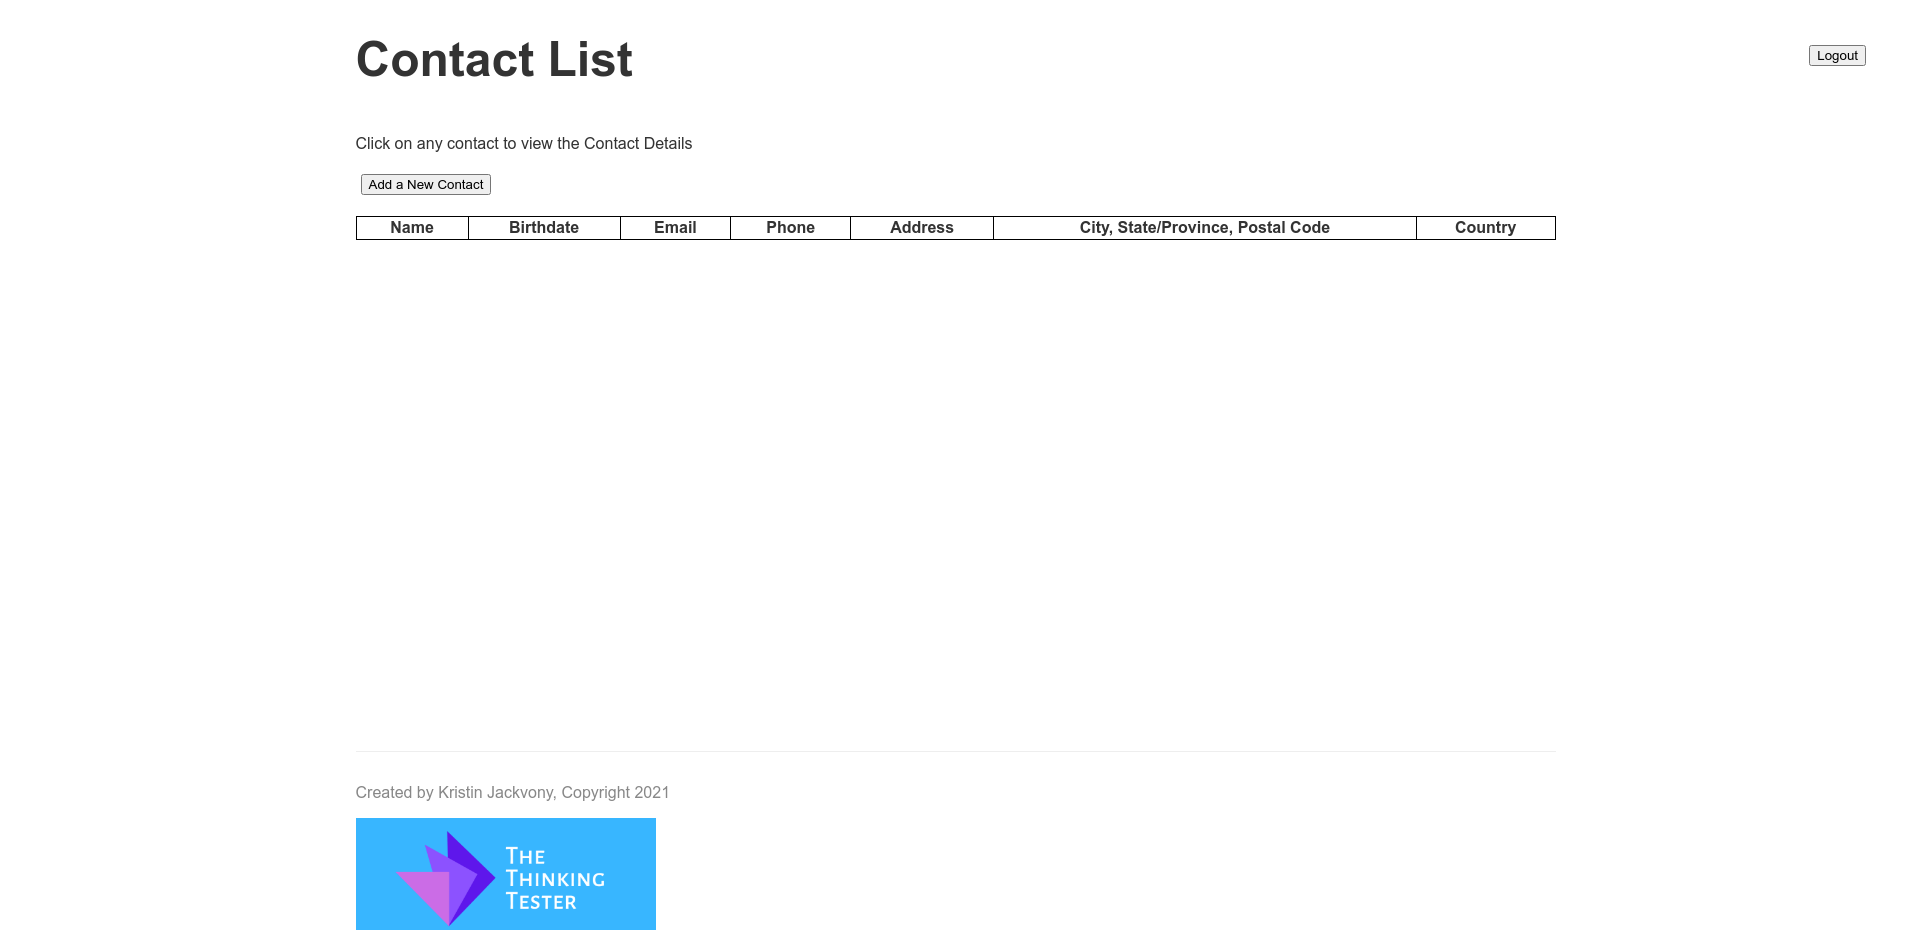 Contact List
Logout
Click on any contact to view the Contact Details
Add a New Contact
Name Birthdate Email Phone Address City, State/Province, Postal Code Country
Created by Kristin Jackvony, Copyright 2021
THE
THINKING
TESTER